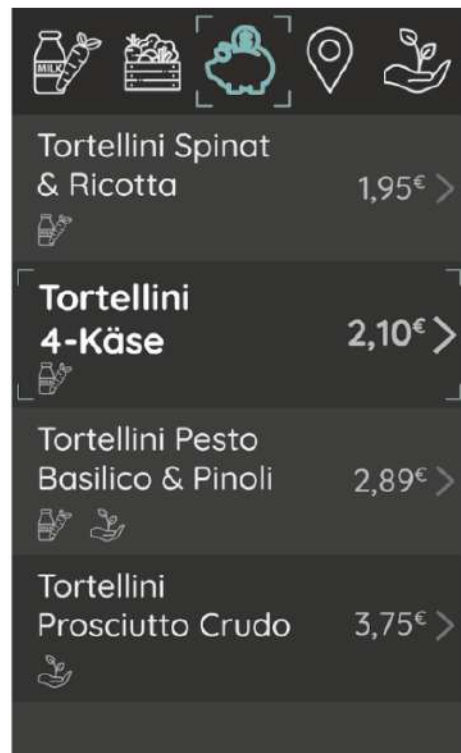 MILK
Tortellini Spinat
& Ricotta
1,95€ >
Tortellini
4-Käse
2,10€ >
Tortellini Pesto
Basilico & Pinoli
2,89€ >
Tortellini
Prosciutto Crudo
3,75€ >